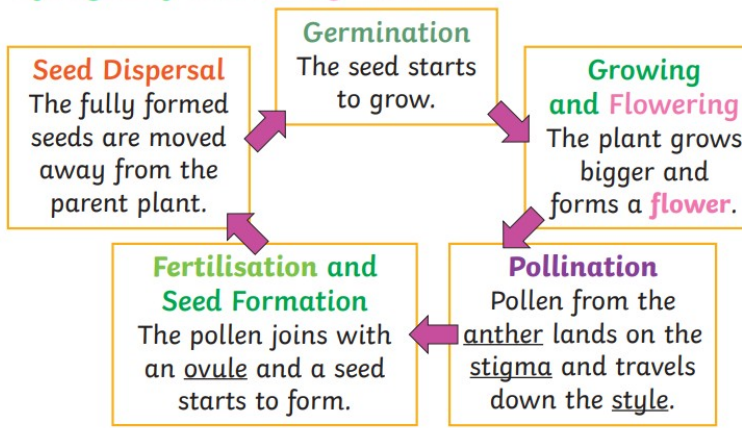 Germination
The seed starts
to grow.
Growing
and Flowering
The plant grows
bigger and
forms a flower.
Pollination
Pollen from the
anther lands on the
stigma and travels
down the style.
Fertilisation and
Seed Formation
The pollen joins with
an ovule and a seed
starts to form.
Seed Dispersal
The fully formed
seeds are moved
away from the
parent plant.